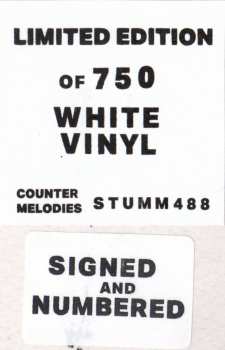 LIMITED EDITION
OF 750
WHITE
VINYL
COUNTER
MELODIES STUMM488
SIGNED
AND
NUMBERED